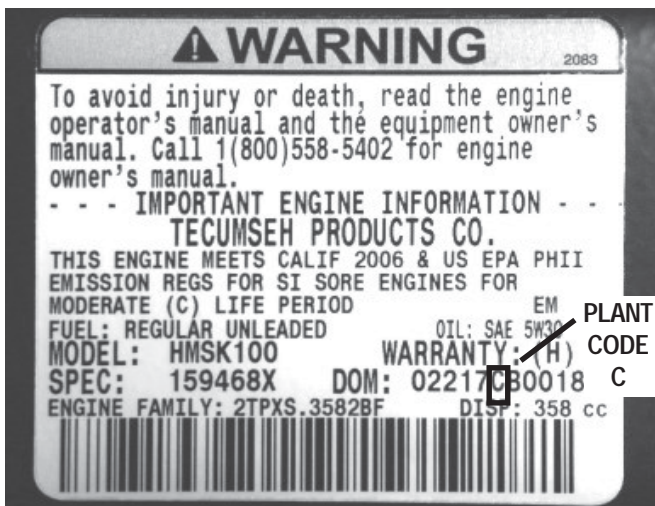 WARNING
2083
To avoid injury or death, read the engine
operator's manual and the equipment owner's
manual. Call 1(800)558-5402 for engine
owner's manual.
- - - IMPORTANT ENGINE INFORMATION - - -
TECUMSEH PRODUCTS CO.
THIS ENGINE MEETS CALIF 2006 & US EPA PHII
EMISSION REGS FOR SI SORE ENGINES FOR
MODERATE (C) LIFE PERIOD EM
FUEL: REGULAR UNLEADED OIL: SAE 5W30
MODEL: HMSK100 WARRANTY: (H)
SPEC: 159468X DOM: 02217CB0018
ENGINE FAMILY: 2TPXS.3582BF DISP: 358 cc
PLANT
CODE
C